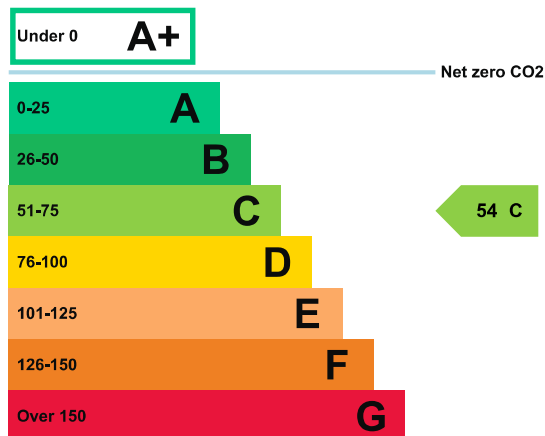 Under 0 A+
Net zero CO2
0-25 A
26-50 B
51-75 C
54 C
76-100 D
101-125 E
126-150 F
Over 150 G